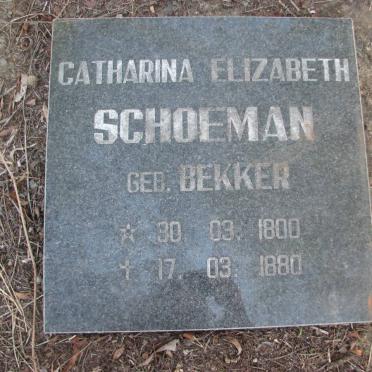 CATHARINA ELIZABETH
SCHOEMAN
GEB. BEKKER
☆ 30. 03. 1800
† 17. 03. 1880